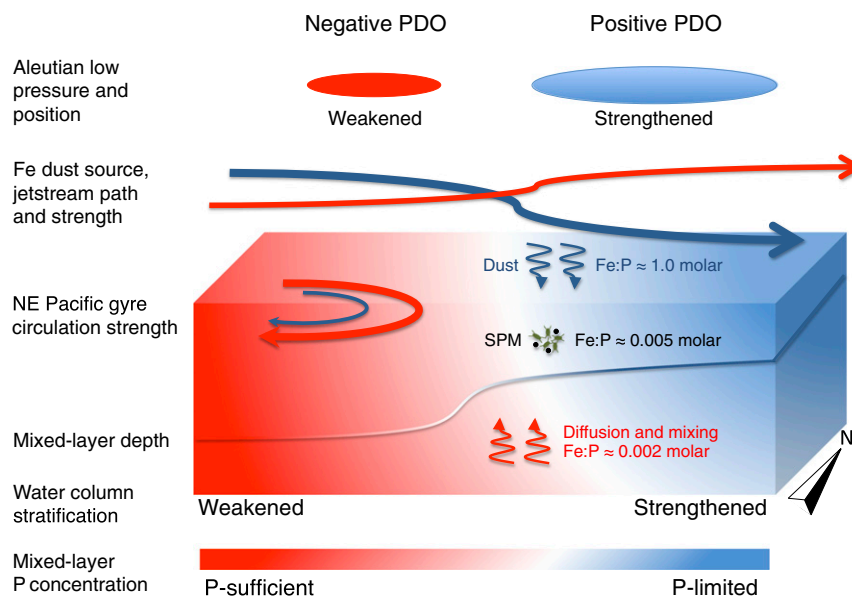 Negative PDO
Positive PDO
Aleutian low
pressure and
position
Weakened
Strengthened
Fe dust source,
jetstream path
and strength
Dust
Fe:P ≈ 1.0 molar
NE Pacific gyre
circulation strength
SPM
Fe:P ≈ 0.005 molar
Mixed-layer depth
Diffusion and mixing
Fe:P ≈ 0.002 molar
N
Water column
stratification
Weakened
Strengthened
Mixed-layer
P concentration
P-sufficient
P-limited